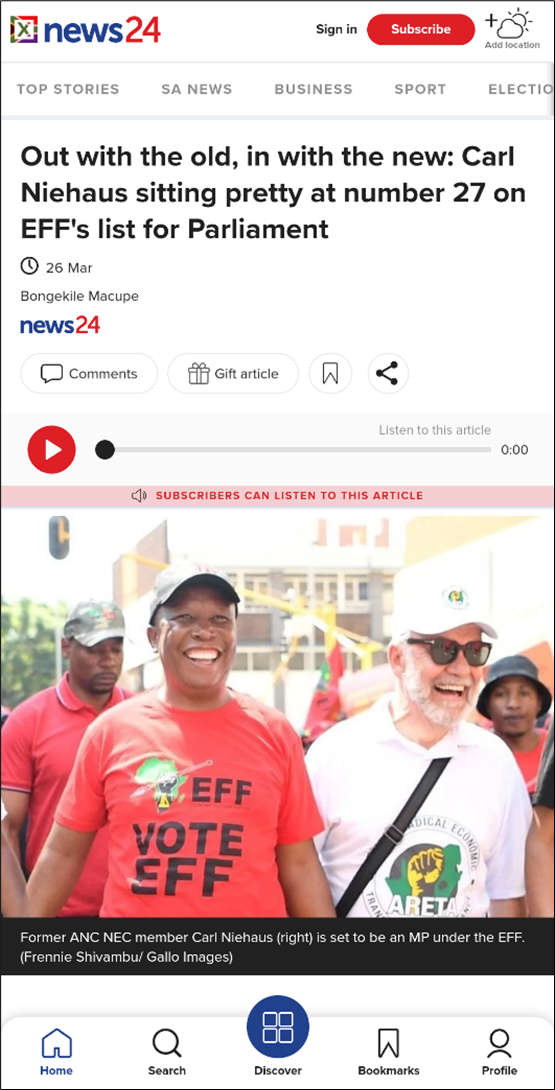 news24
Sign in
Subscribe
Add location
TOP STORIES SA NEWS BUSINESS SPORT ELECTIO
Out with the old, in with the new: Carl
Niehaus sitting pretty at number 27 on
EFF's list for Parliament
26 Mar
Bongekile Macupe
news24
Comments
Gift article
Listen to this article
0:00
SUBSCRIBERS CAN LISTEN TO THIS ARTICLE
EFF
VOTE
EFF
RADICAL ECONOMIC
ARETA
Former ANC NEC member Carl Niehaus (right) is set to be an MP under the EFF.
(Frennie Shivambu/ Gallo Images)
Home
Search
Discover
Bookmarks
Profile